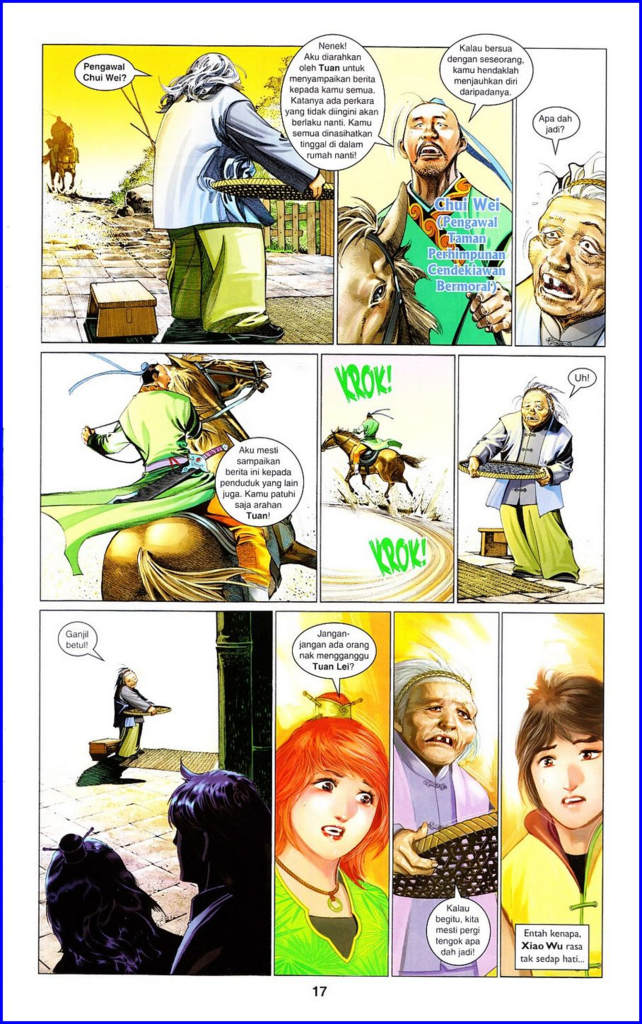 Pengawal
Chui Wei?
Nenek!
Aku diarahkan
oleh Tuan untuk
menyampaikan berita
kepada kamu semua.
Katanya ada perkara
yang tidak diingini akan
berlaku nanti. Kamu
semua dinasihatkan
tinggal di dalam
rumah nanti!
Kalau bersua
dengan seseorang,
kamu hendaklah
menjauhkan diri
daripadanya.
Chui Wei
(Pengawal
Taman
Perhimpunan
Cendekiawan
Bermoral)
Apa dah
jadi?
Aku mesti
sampaikan
berita ini kepada
penduduk yang lain
juga. Kamu patuhi
saja arahan
Tuan!
KROK!
KROK!
Uh!
Ganjil
betul!
Jangan-
jangan ada orang
nak mengganggu
Tuan Lei?
Kalau
begitu, kita
mesti pergi
tengok apa
dah jadi!
Entah kenapa,
Xiao Wu rasa
tak sedap hati...
17